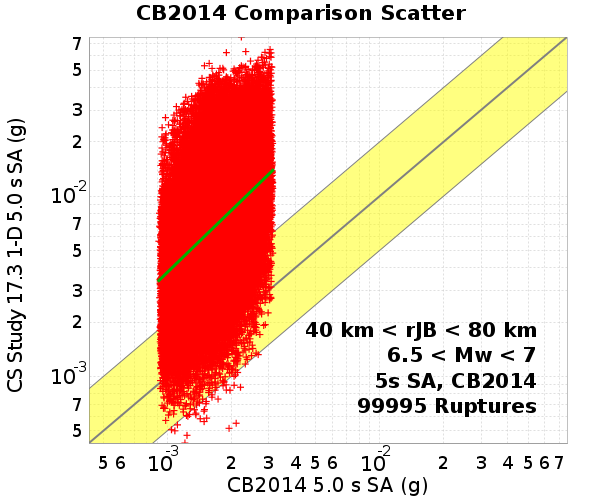 CB2014 Comparison Scatter
CS Study 17.3 1-D 5.0 s SA (g)
7
5
3
2
10-2
7
5
3
2
10-3
7
5
40 km < rJB < 80 km
6.5 < Mw < 7
5s SA, CB2014
99995 Ruptures
5 6 10-3 2 3 4 5 6 10-2 2 3 4 5 6 7
CB2014 5.0 s SA (g)